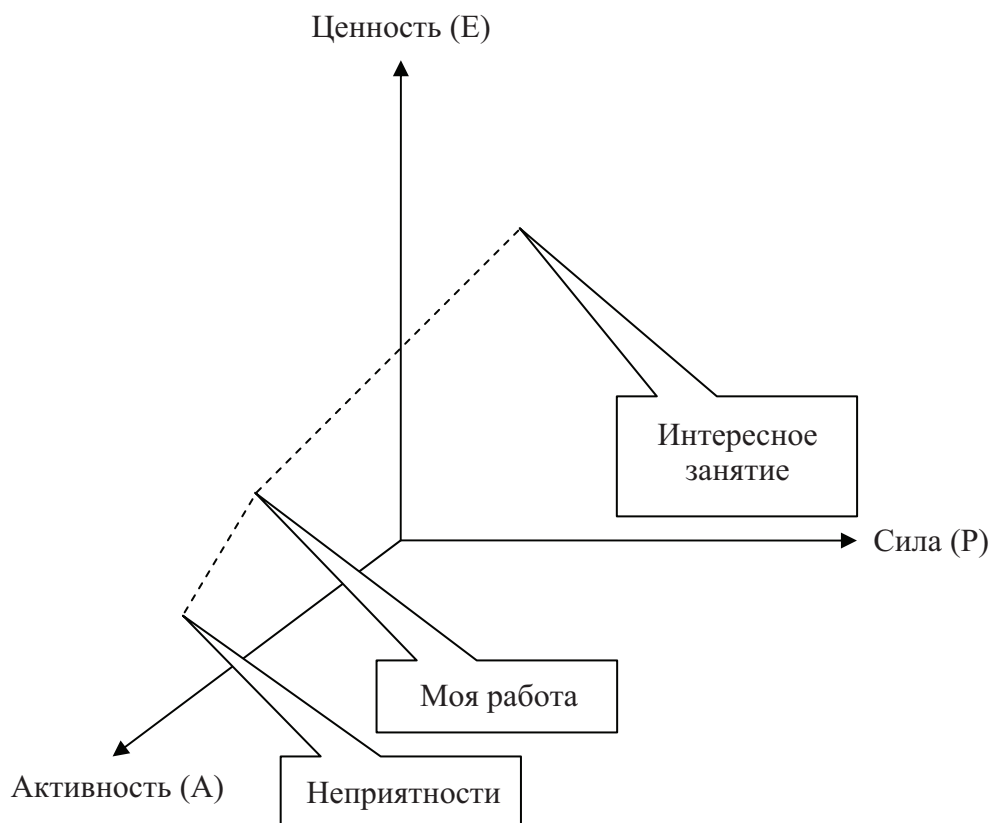 Ценность (E)
Интересное
занятие
Сила (P)
Моя работа
Активность (А)
Неприятности